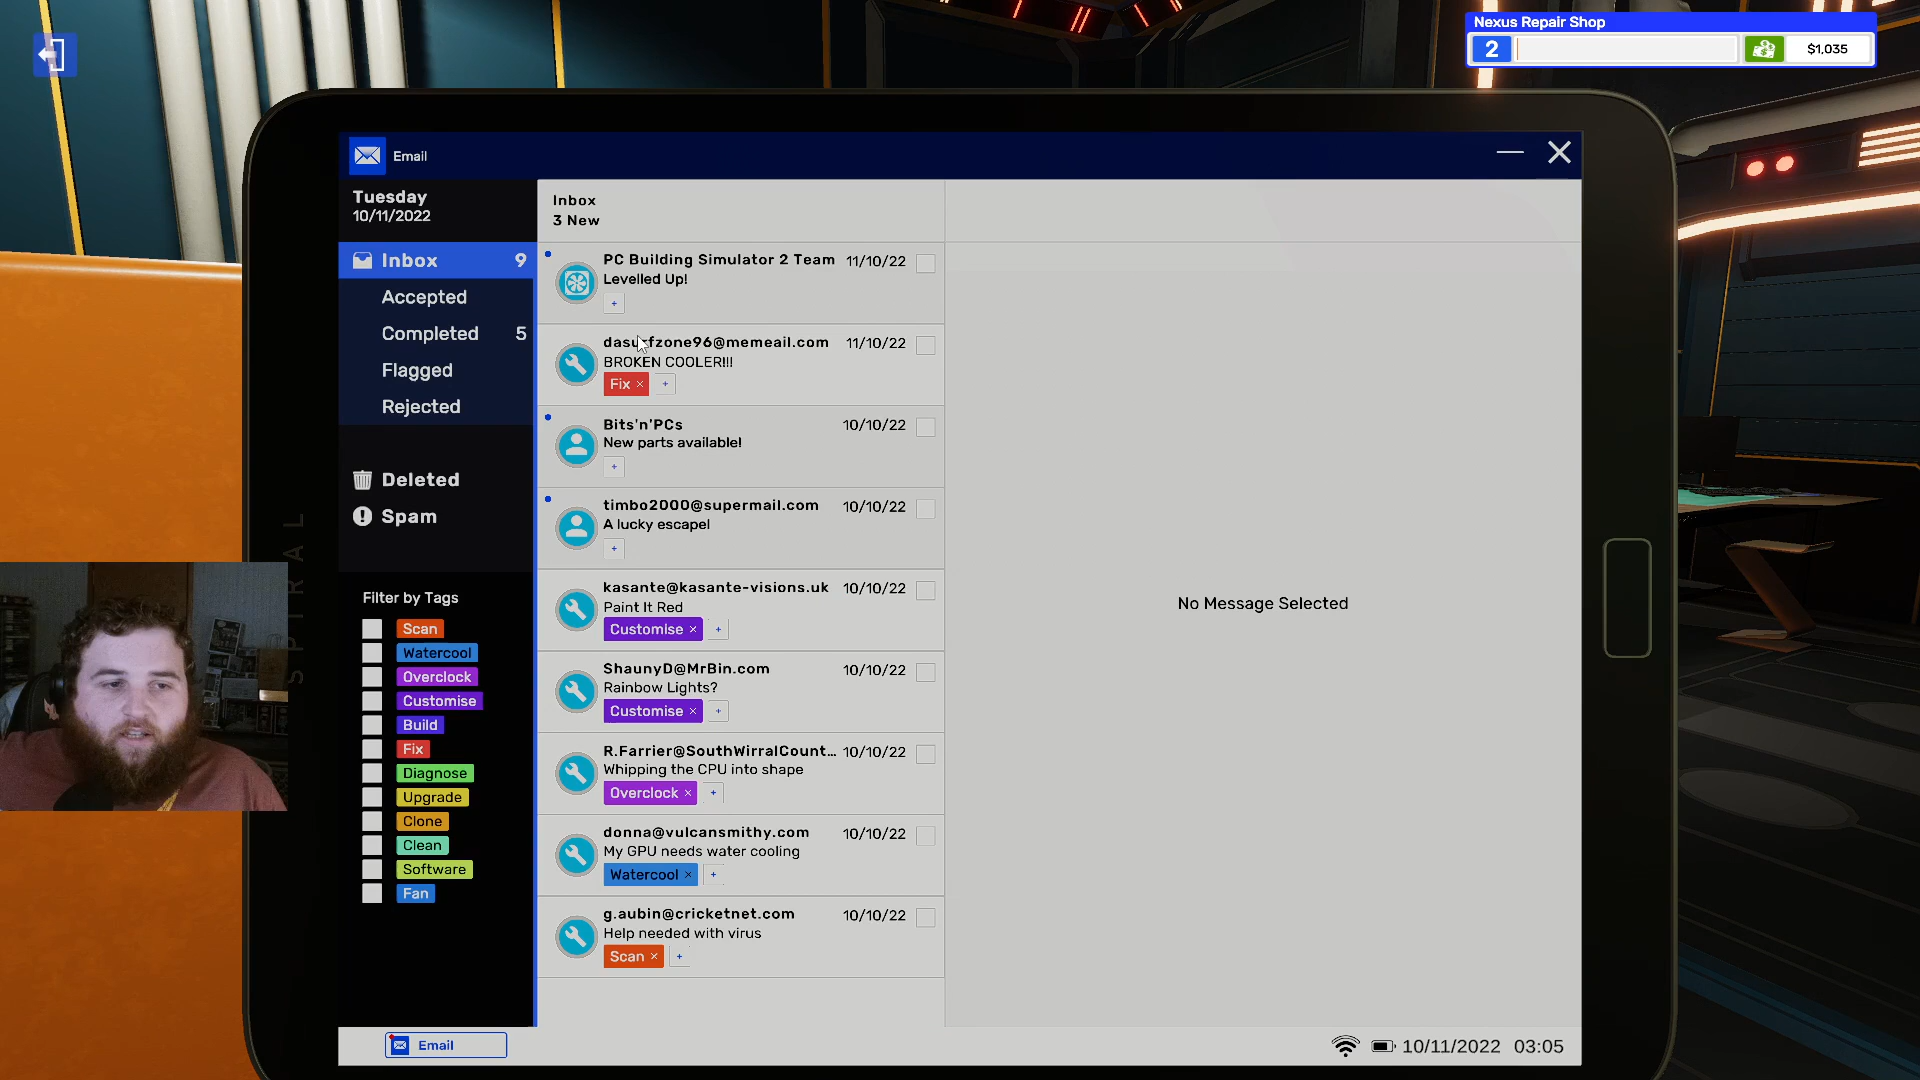 Nexus Repair Shop
2
$1,035
Email
Tuesday
10/11/2022
Inbox 9
Accepted
Completed 5
Flagged
Rejected
Deleted
Spam
Filter by Tags
Scan
Watercool
Overclock
Customise
Build
Fix
Diagnose
Upgrade
Clone
Clean
Software
Fan
Inbox
3 New
PC Building Simulator 2 Team 11/10/22
Levelled Up!
+
dasurfzone96@memeail.com 11/10/22
BROKEN COOLER!!!
Fix × +
Bits'n'PCs 10/10/22
New parts available!
+
timbo2000@supermail.com 10/10/22
A lucky escape!
+
kasante@kasante-visions.uk 10/10/22
Paint It Red
Customise × +
ShaunyD@MrBin.com 10/10/22
Rainbow Lights?
Customise × +
R.Farrier@SouthWirralCount... 10/10/22
Whipping the CPU into shape
Overclock × +
donna@vulcansmithy.com 10/10/22
My GPU needs water cooling
Watercool × +
g.aubin@cricketnet.com 10/10/22
Help needed with virus
Scan × +
No Message Selected
SPIRAL
Email
10/11/2022 03:05